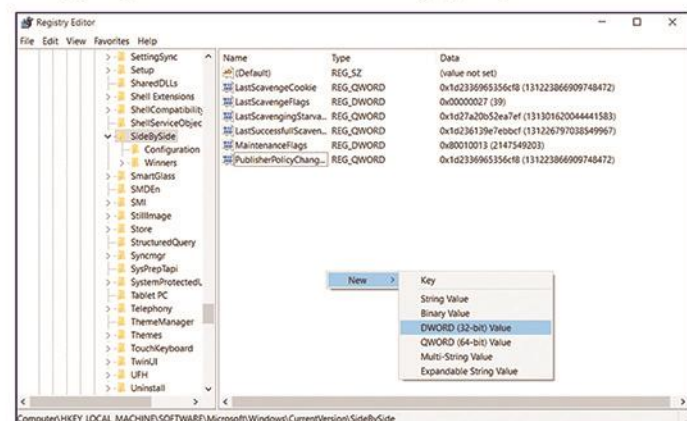 Registry Editor
File Edit View Favorites Help
SettingSync
Setup
SharedDLLs
Shell Extensions
ShellCompatibility
ShellServiceObjec
SideBySide
Configuration
Winners
SmartGlass
SMDEn
SMI
StillImage
Store
StructuredQuery
Syncmgr
SysPrepTapi
SystemProtectedU
Tablet PC
Telephony
ThemeManager
Themes
TouchKeyboard
TwinUI
UFH
Uninstall
Name Type Data
(Default) REG_SZ (value not set)
LastScavengeCookie REG_QWORD 0x1d2336965356cf8 (131223866909748472)
LastScavengeFlags REG_DWORD 0x00000027 (39)
LastScavengingStarva... REG_QWORD 0x1d27a20b52ea7ef (131301620044441583)
LastSuccessfullScaven... REG_QWORD 0x1d236139e7ebbcf (131226797038549967)
MaintenanceFlags REG_DWORD 0x80010013 (2147549203)
PublisherPolicyChang... REG_QWORD 0x1d2336965356cf8 (131223866909748472)
New >
Key
String Value
Binary Value
DWORD (32-bit) Value
QWORD (64-bit) Value
Multi-String Value
Expandable String Value
Computer\HKEY_LOCAL_MACHINE\SOFTWARE\Microsoft\Windows\CurrentVersion\SideBySide